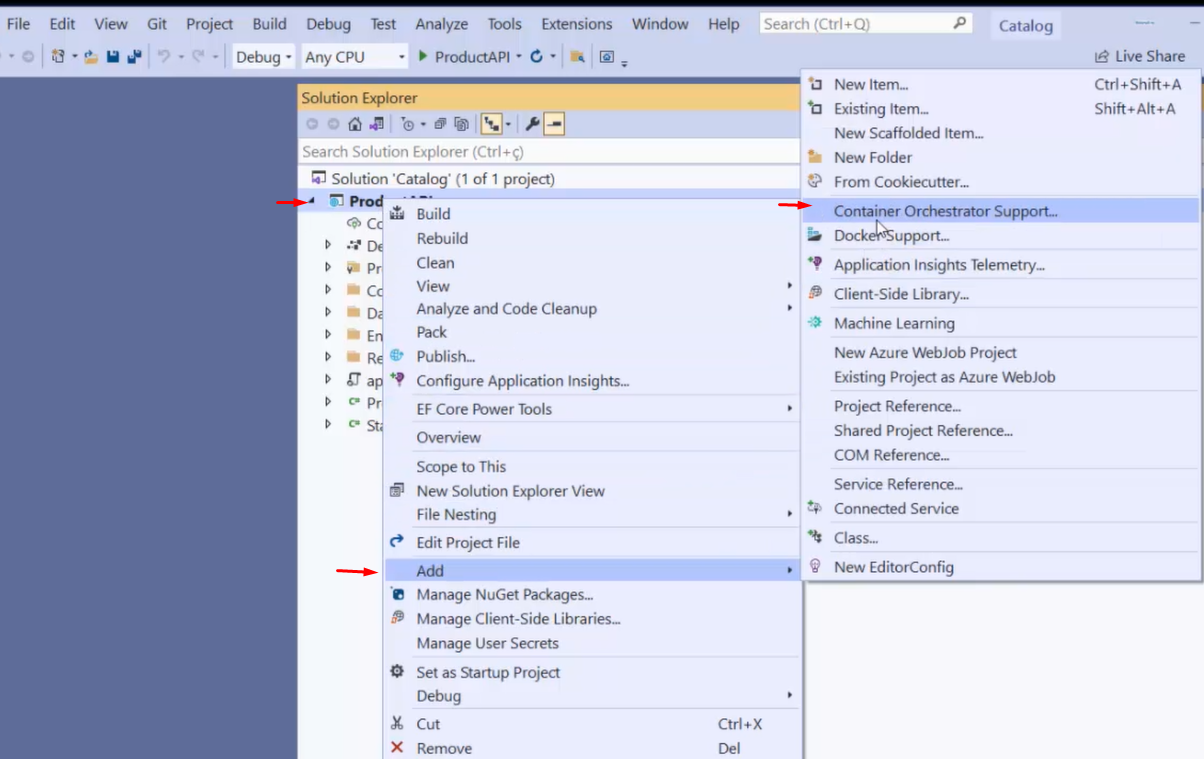 File Edit View Git Project Build Debug Test Analyze Tools Extensions Window Help Search (Ctrl+Q) Catalog
Debug Any CPU ProductAPI Live Share
Solution Explorer
Search Solution Explorer (Ctrl+ç)
Solution 'Catalog' (1 of 1 project)
ProductAPI
Co
De
Pr
Co
Da
En
Re
ap
Pr
Sta
Build
Rebuild
Clean
View
Analyze and Code Cleanup
Pack
Publish...
Configure Application Insights...
EF Core Power Tools
Overview
Scope to This
New Solution Explorer View
File Nesting
Edit Project File
Add
Manage NuGet Packages...
Manage Client-Side Libraries...
Manage User Secrets
Set as Startup Project
Debug
Cut Ctrl+X
Remove Del
New Item... Ctrl+Shift+A
Existing Item... Shift+Alt+A
New Scaffolded Item...
New Folder
From Cookiecutter...
Container Orchestrator Support...
Docker Support...
Application Insights Telemetry...
Client-Side Library...
Machine Learning
New Azure WebJob Project
Existing Project as Azure WebJob
Project Reference...
Shared Project Reference...
COM Reference...
Service Reference...
Connected Service
Class...
New EditorConfig